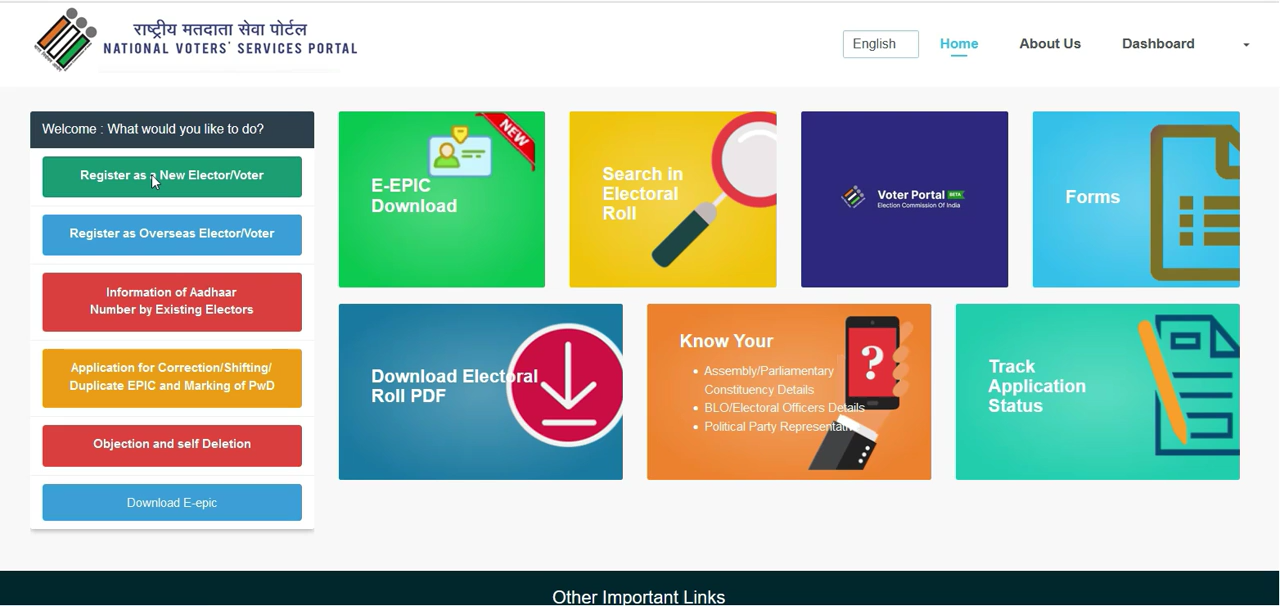 राष्ट्रीय मतदाता सेवा पोर्टल
NATIONAL VOTERS' SERVICES PORTAL
English
Home
About Us
Dashboard
Welcome : What would you like to do?
Register as a New Elector/Voter
Register as Overseas Elector/Voter
Information of Aadhaar
Number by Existing Electors
Application for Correction/Shifting/
Duplicate EPIC and Marking of PwD
Objection and self Deletion
Download E-epic
NEW
E-EPIC
Download
Search in
Electoral
Roll
Voter Portal BETA
Election Commission Of India
Forms
Download Electoral
Roll PDF
Know Your
• Assembly/Parliamentary
Constituency Details
• BLO/Electoral Officers Details
• Political Party Representative
?
Track
Application
Status
Other Important Links